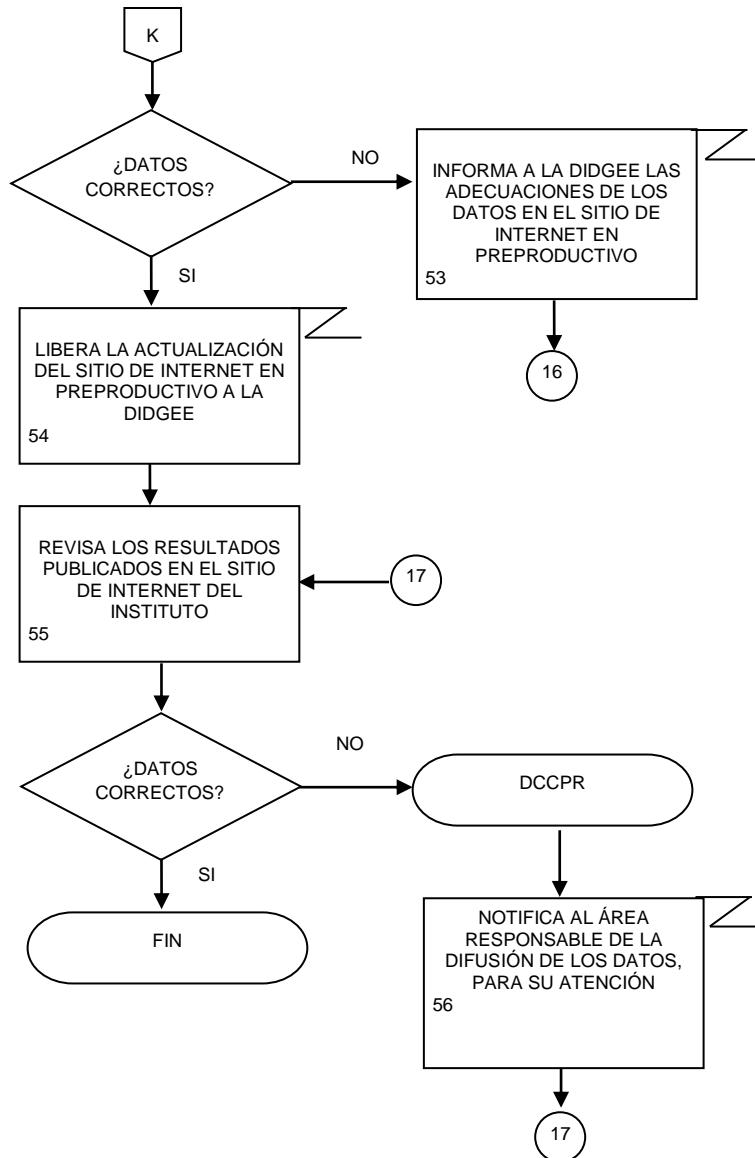 K
¿DATOS
CORRECTOS?
NO
INFORMA A LA DIDGEE LAS
ADECUACIONES DE LOS
DATOS EN EL SITIO DE
INTERNET EN
PREPRODUCTIVO
53
SI
16
LIBERA LA ACTUALIZACIÓN
DEL SITIO DE INTERNET EN
PREPRODUCTIVO A LA
DIDGEE
54
REVISA LOS RESULTADOS
PUBLICADOS EN EL SITIO
DE INTERNET DEL
INSTITUTO
55
17
¿DATOS
CORRECTOS?
NO
DCCPR
SI
FIN
NOTIFICA AL ÁREA
RESPONSABLE DE LA
DIFUSIÓN DE LOS DATOS,
PARA SU ATENCIÓN
56
17